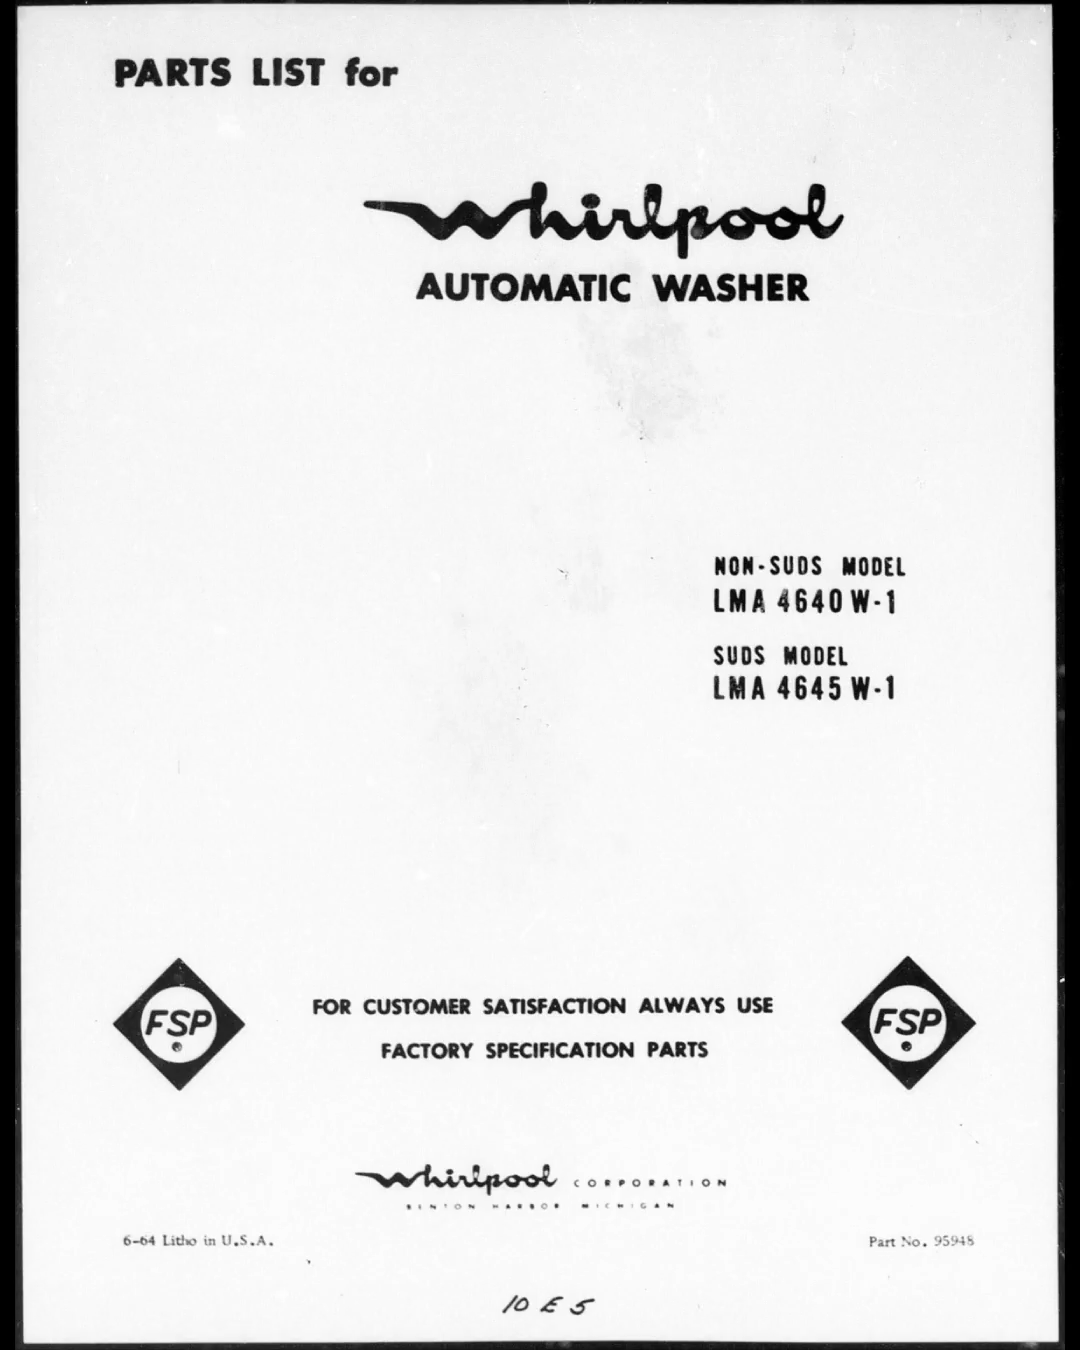 PARTS LIST for
Whirlpool
AUTOMATIC WASHER
NON-SUDS MODEL
LMA 4640 W-1
SUDS MODEL
LMA 4645 W-1
FSP
FOR CUSTOMER SATISFACTION ALWAYS USE
FACTORY SPECIFICATION PARTS
FSP
Whirlpool CORPORATION
BENTON HARBOR MICHIGAN
6-64 Litho in U.S.A.
Part No. 95948
10 E 5